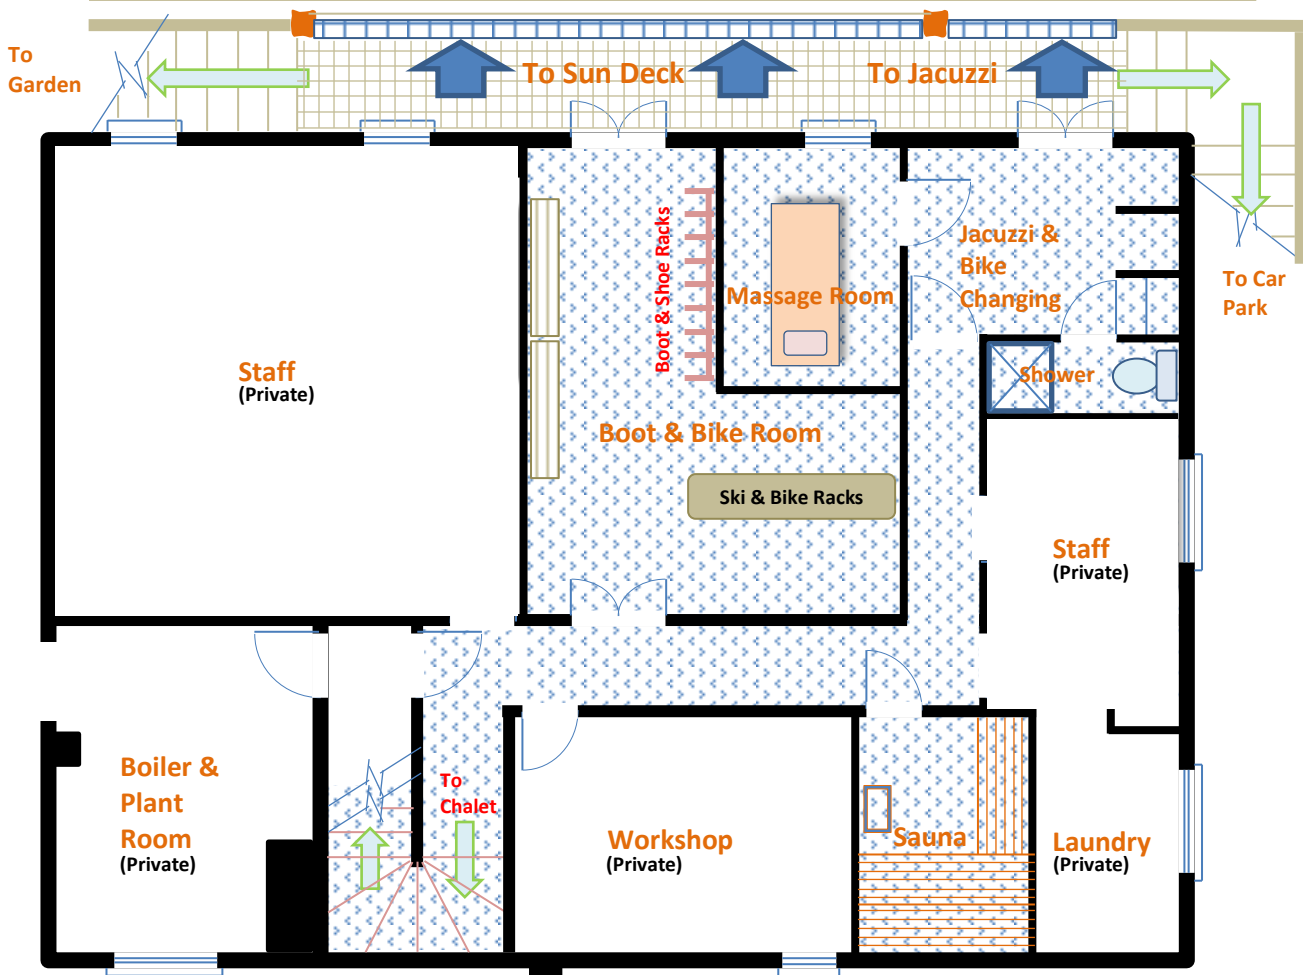 To
Garden
To Sun Deck
To Jacuzzi
To Car
Park
Staff
(Private)
Boot & Shoe Racks
Massage Room
Jacuzzi &
Bike
Changing
Shower
Boot & Bike Room
Ski & Bike Racks
Staff
(Private)
Boiler &
Plant
Room
(Private)
To
Chalet
Workshop
(Private)
Sauna
Laundry
(Private)